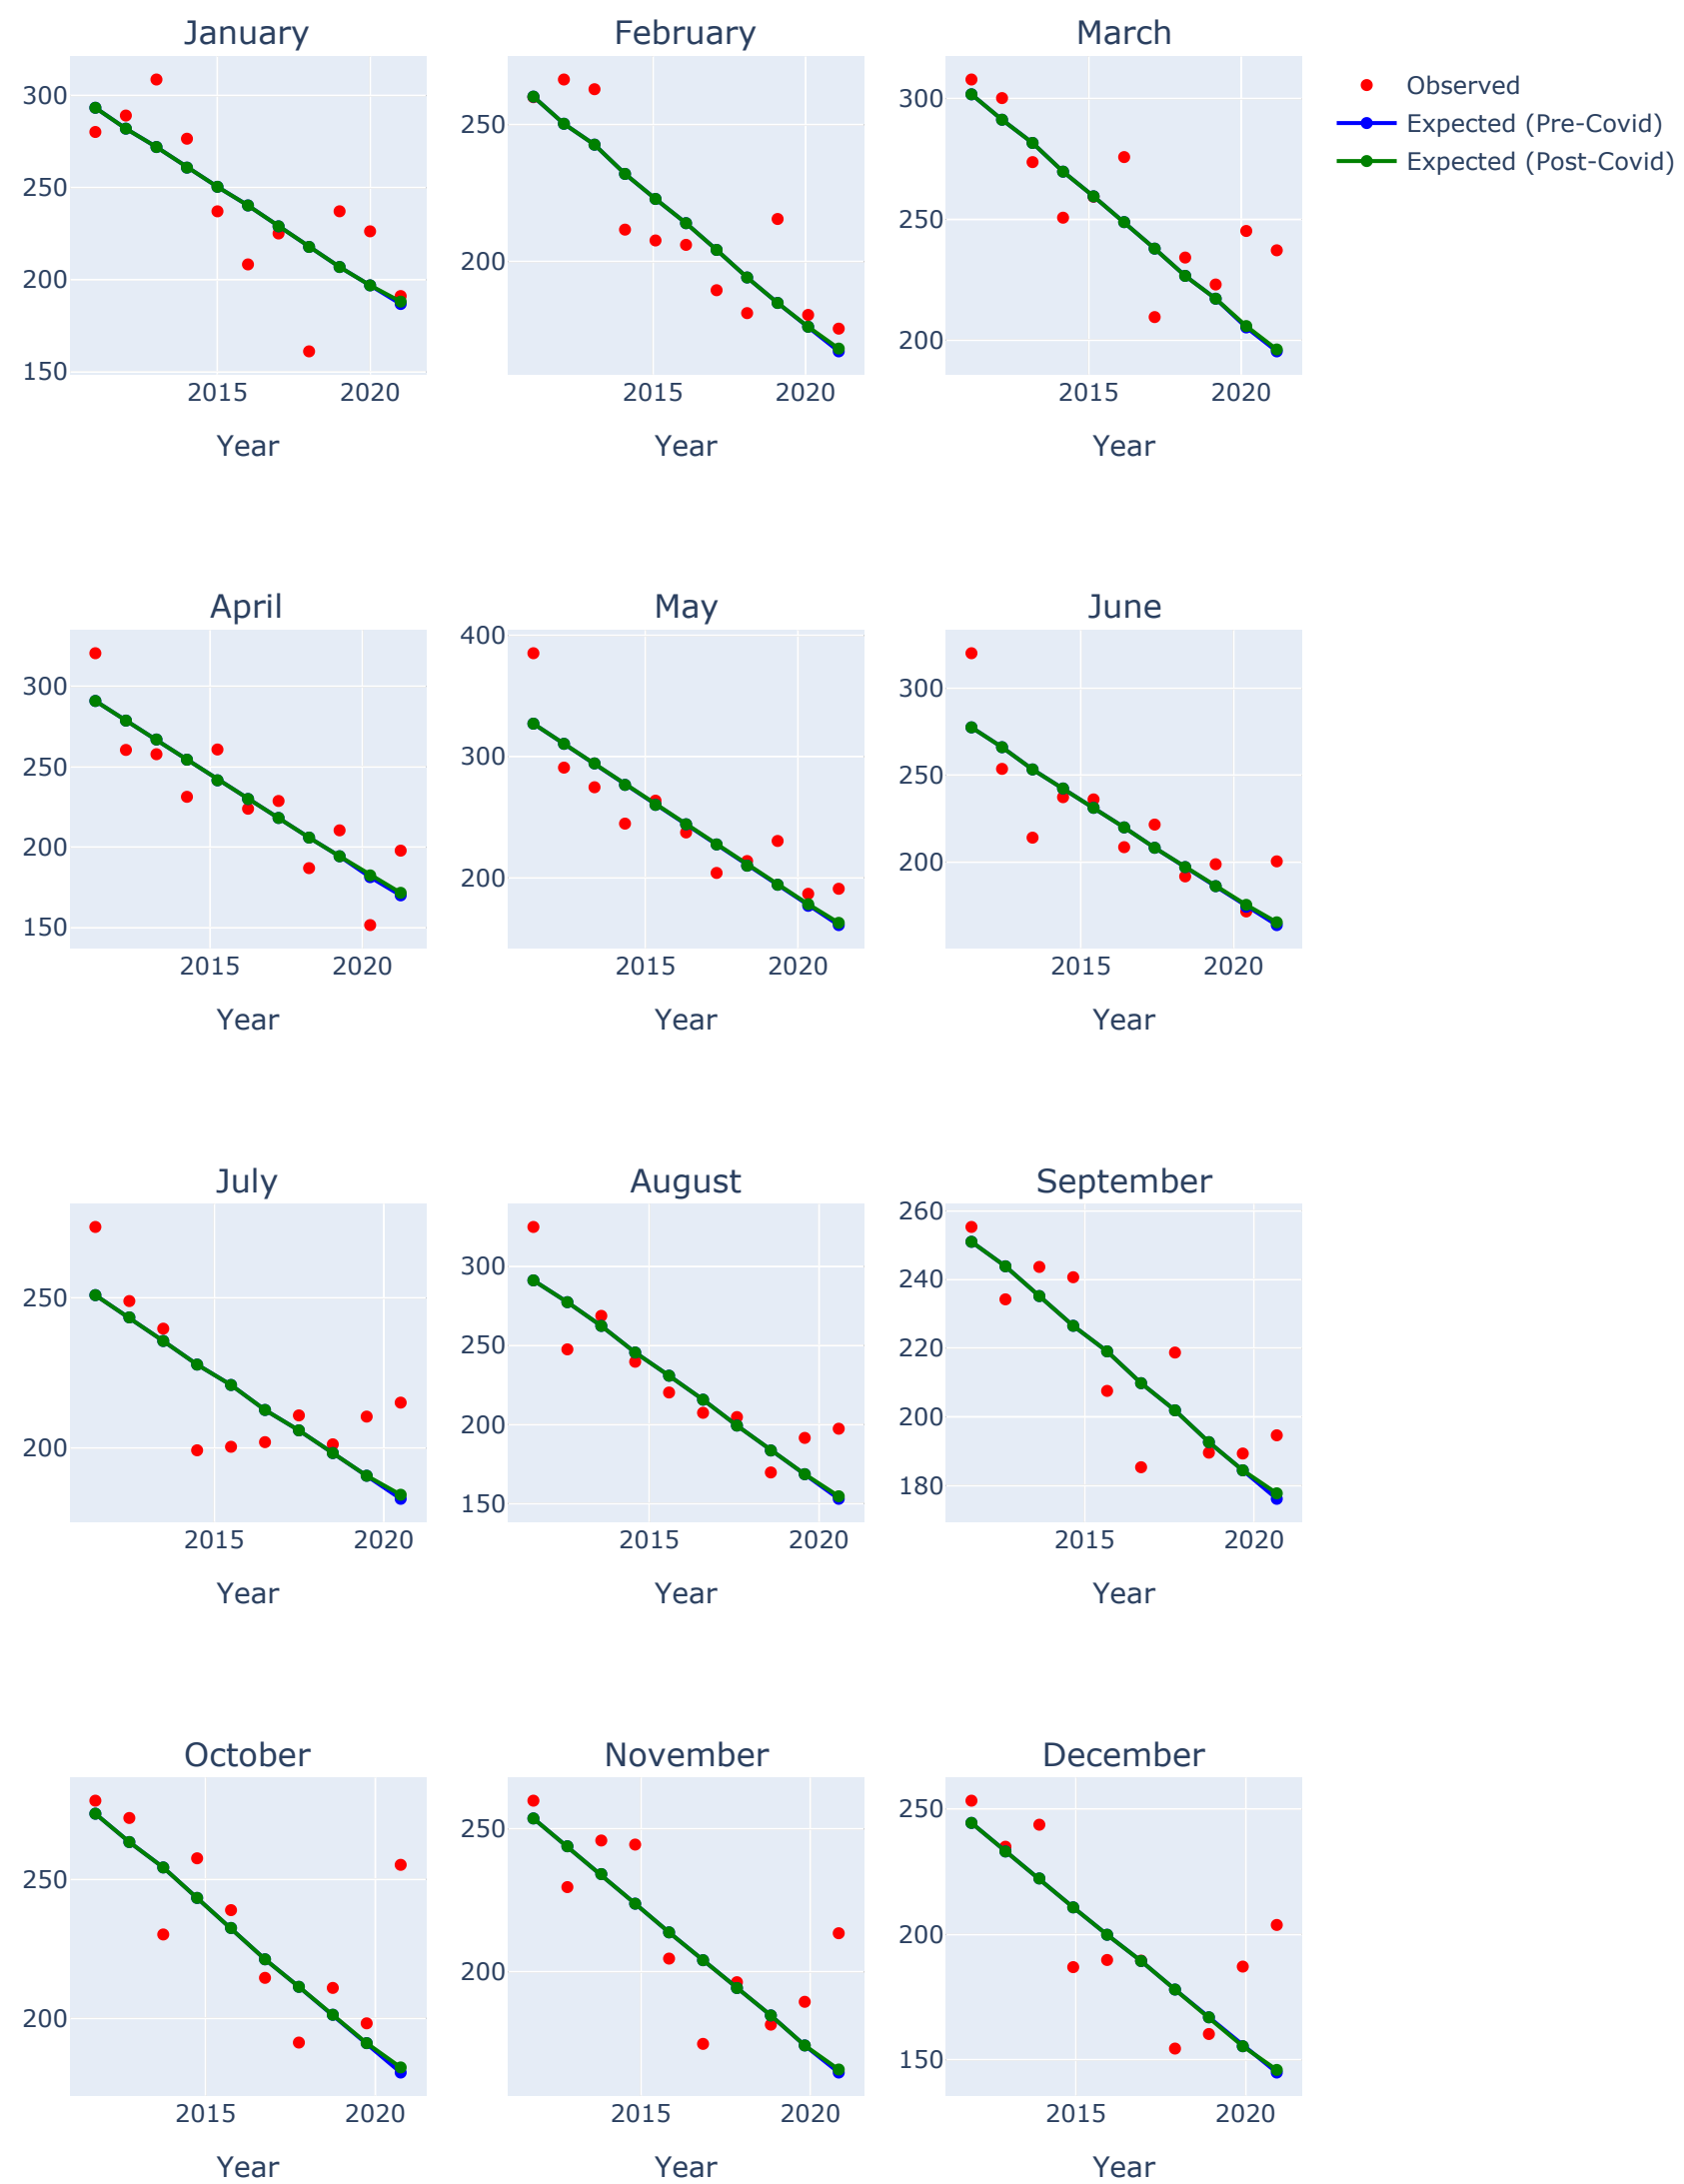 January
February
March
Observed
Expected (Pre-Covid)
Expected (Post-Covid)
300
250
200
150
2015
2020
Year
250
200
2015
2020
Year
300
250
200
2015
2020
Year
April
May
June
300
250
200
150
2015
2020
Year
400
300
200
2015
2020
Year
300
250
200
2015
2020
Year
July
August
September
250
200
2015
2020
Year
300
250
200
150
2015
2020
Year
260
240
220
200
180
2015
2020
Year
October
November
December
250
200
2015
2020
Year
250
200
2015
2020
Year
250
200
150
2015
2020
Year